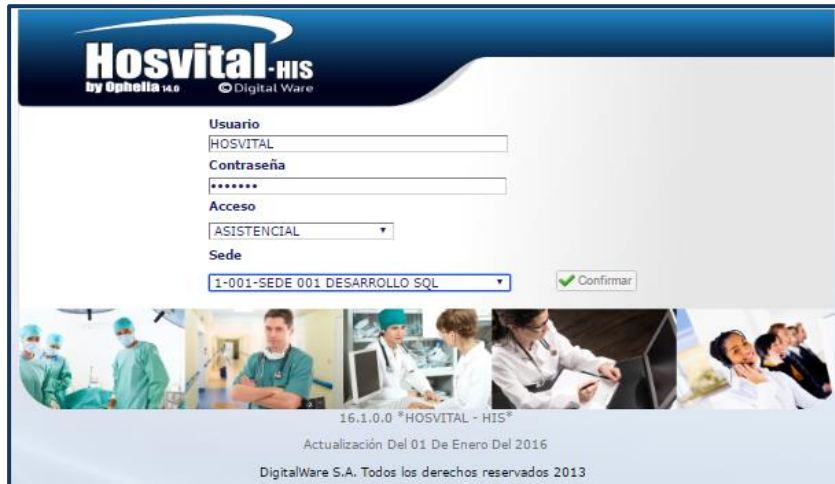 Hosvital-HIS
by Ophelia 14.0 © Digital Ware
Usuario
HOSVITAL
Contraseña
•••••••
Acceso
ASISTENCIAL
Sede
1-001-SEDE 001 DESARROLLO SQL
Confirmar
16.1.0.0 *HOSVITAL - HIS*
Actualización Del 01 De Enero Del 2016
DigitalWare S.A. Todos los derechos reservados 2013